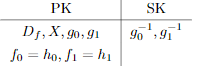 PK SK
D_f, X, g_0, g_1 g_0^{-1}, g_1^{-1}
f_0 = h_0, f_1 = h_1